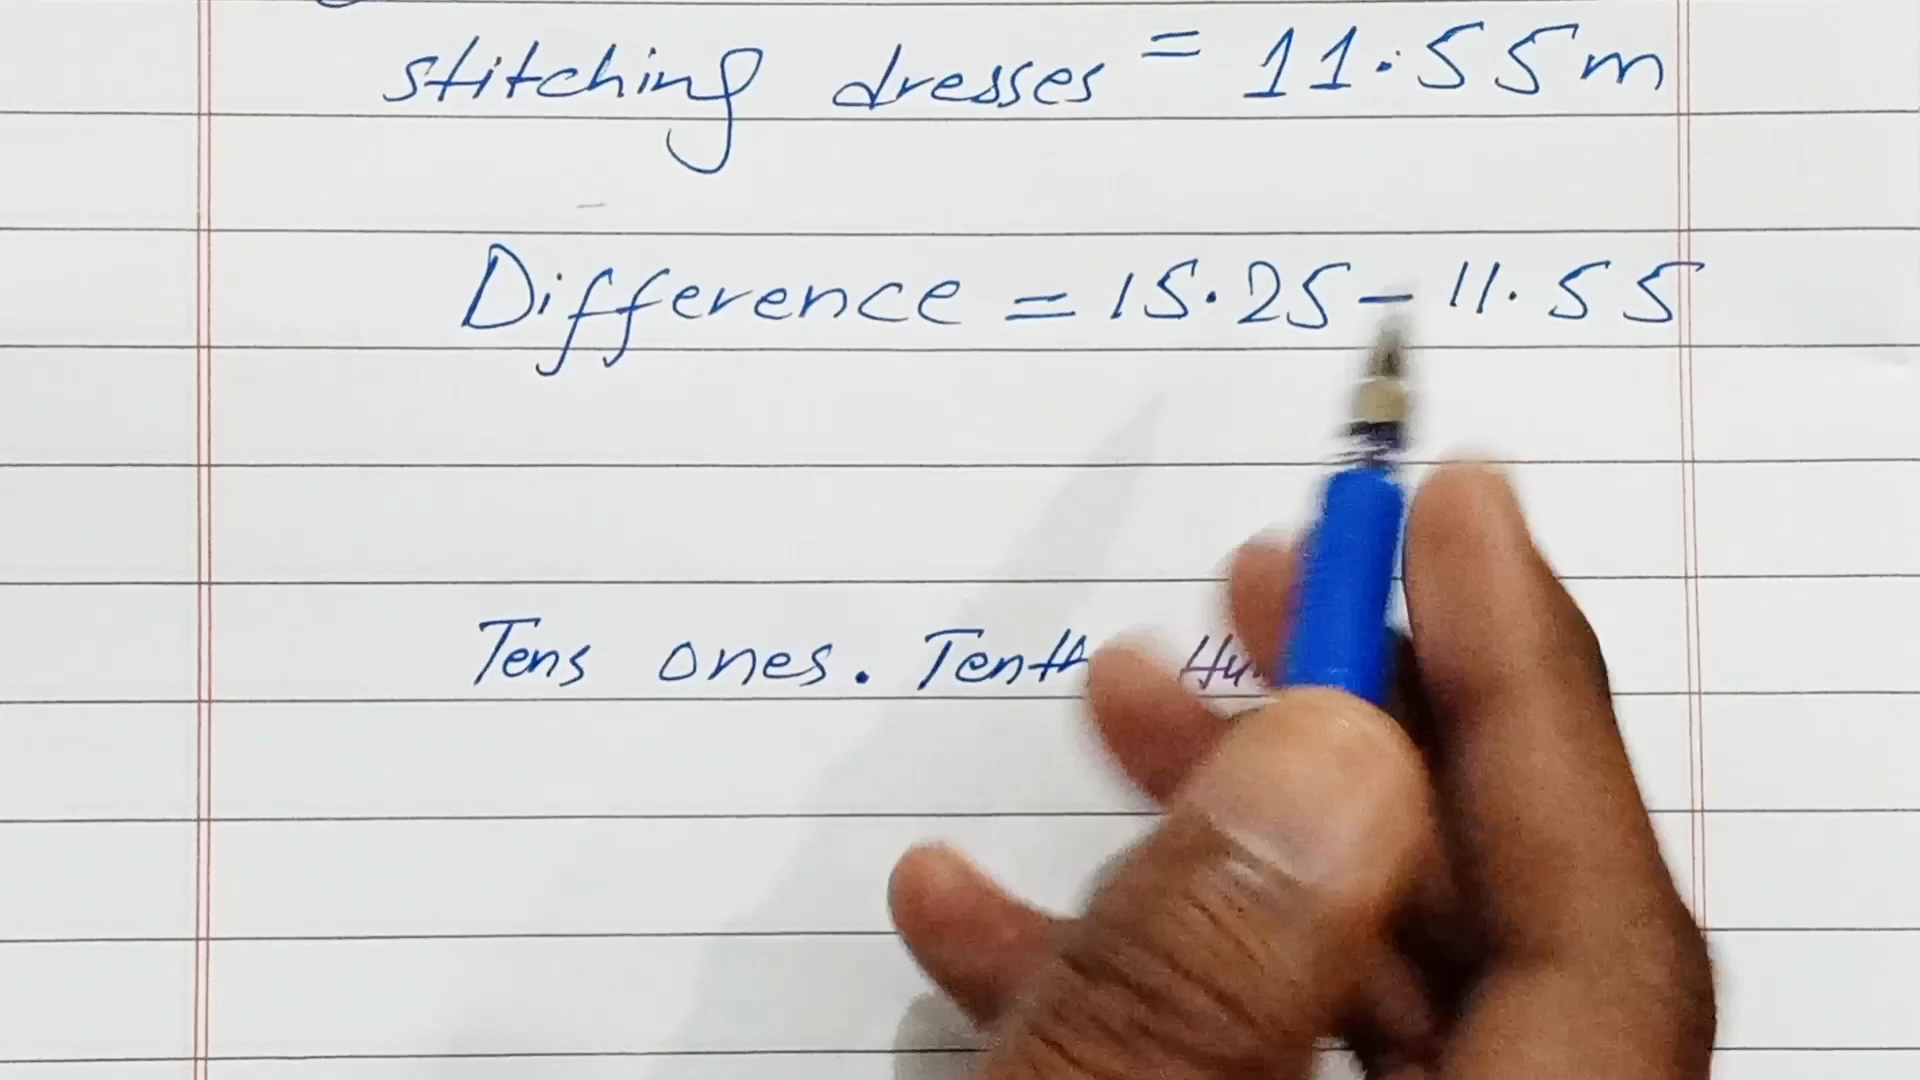 stitching dresses = 11.55m
Difference = 15.25 - 11.55
Tens ones. Tenth